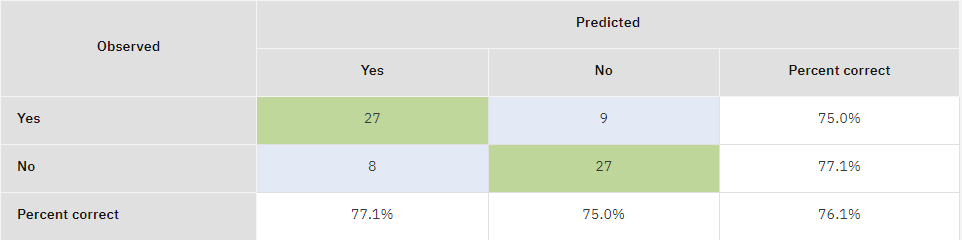 Observed
Predicted
Yes No Percent correct
Yes 27 9 75.0%
No 8 27 77.1%
Percent correct 77.1% 75.0% 76.1%